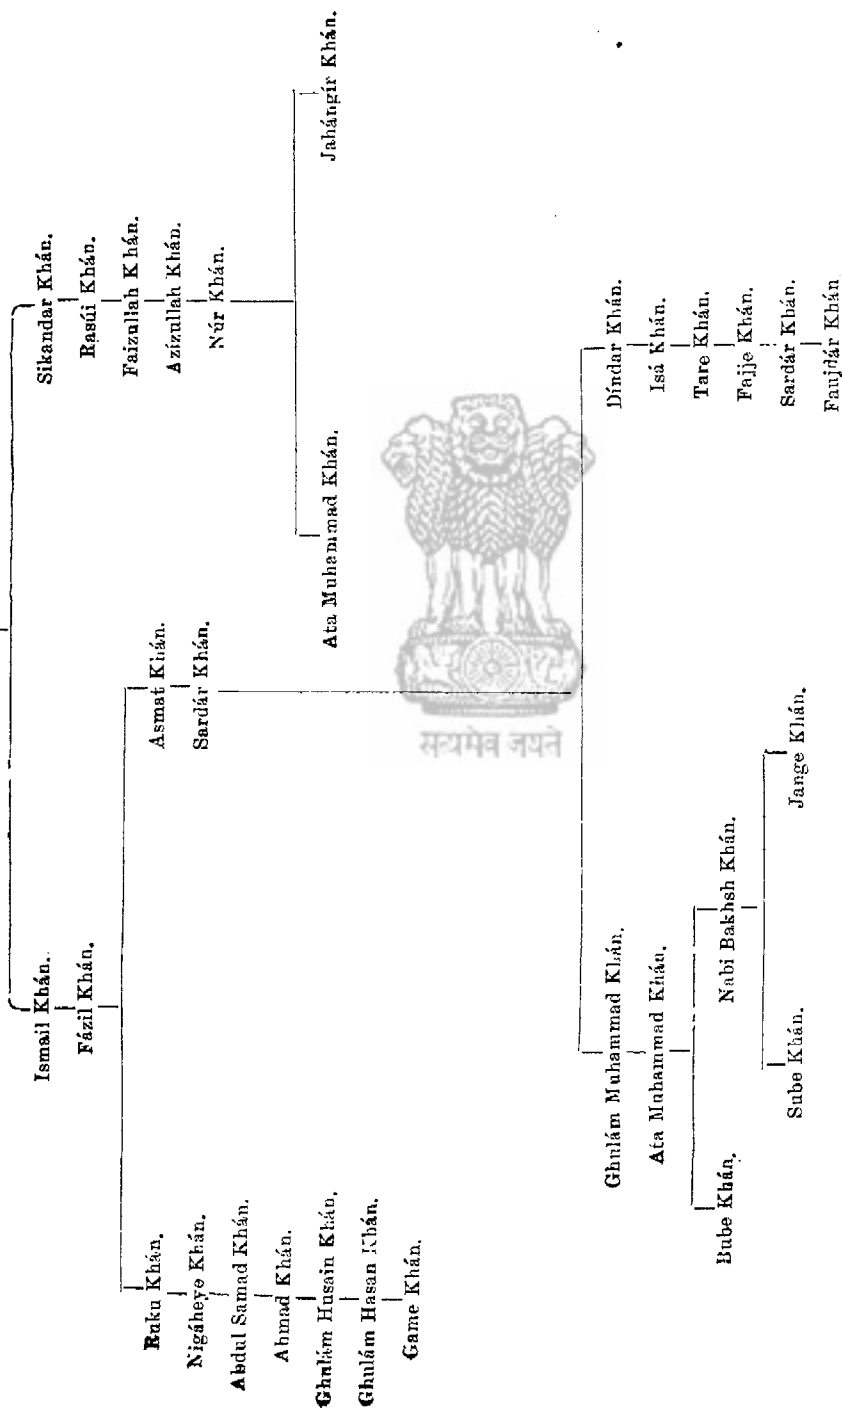 Ismail Khán.
Fázil Khán.
Ruku Khán.
Nigáheye Khán.
Abdul Samad Khán.
Ahmad Khán.
Ghulám Husain Khán.
Ghulám Hasan Khán.
Game Khán.
Asmat Khán.
Sardár Khán.
Ghulám Muhammad Khán.
Ata Muhammad Khán.
Bube Khán.
Nabi Bakhsh Khán.
Sube Khán.
Jange Khán.
Díndar Khán.
Isá Khán.
Tare Khán.
Fajje Khán.
Sardár Khán.
Faujdár Khán
Sikandar Khán.
Rasúi Khán.
Faizullah Khán.
Azízullah Khán.
Núr Khán.
Ata Muhammad Khán.
Jahángír Khán.
सत्यमेव जयते